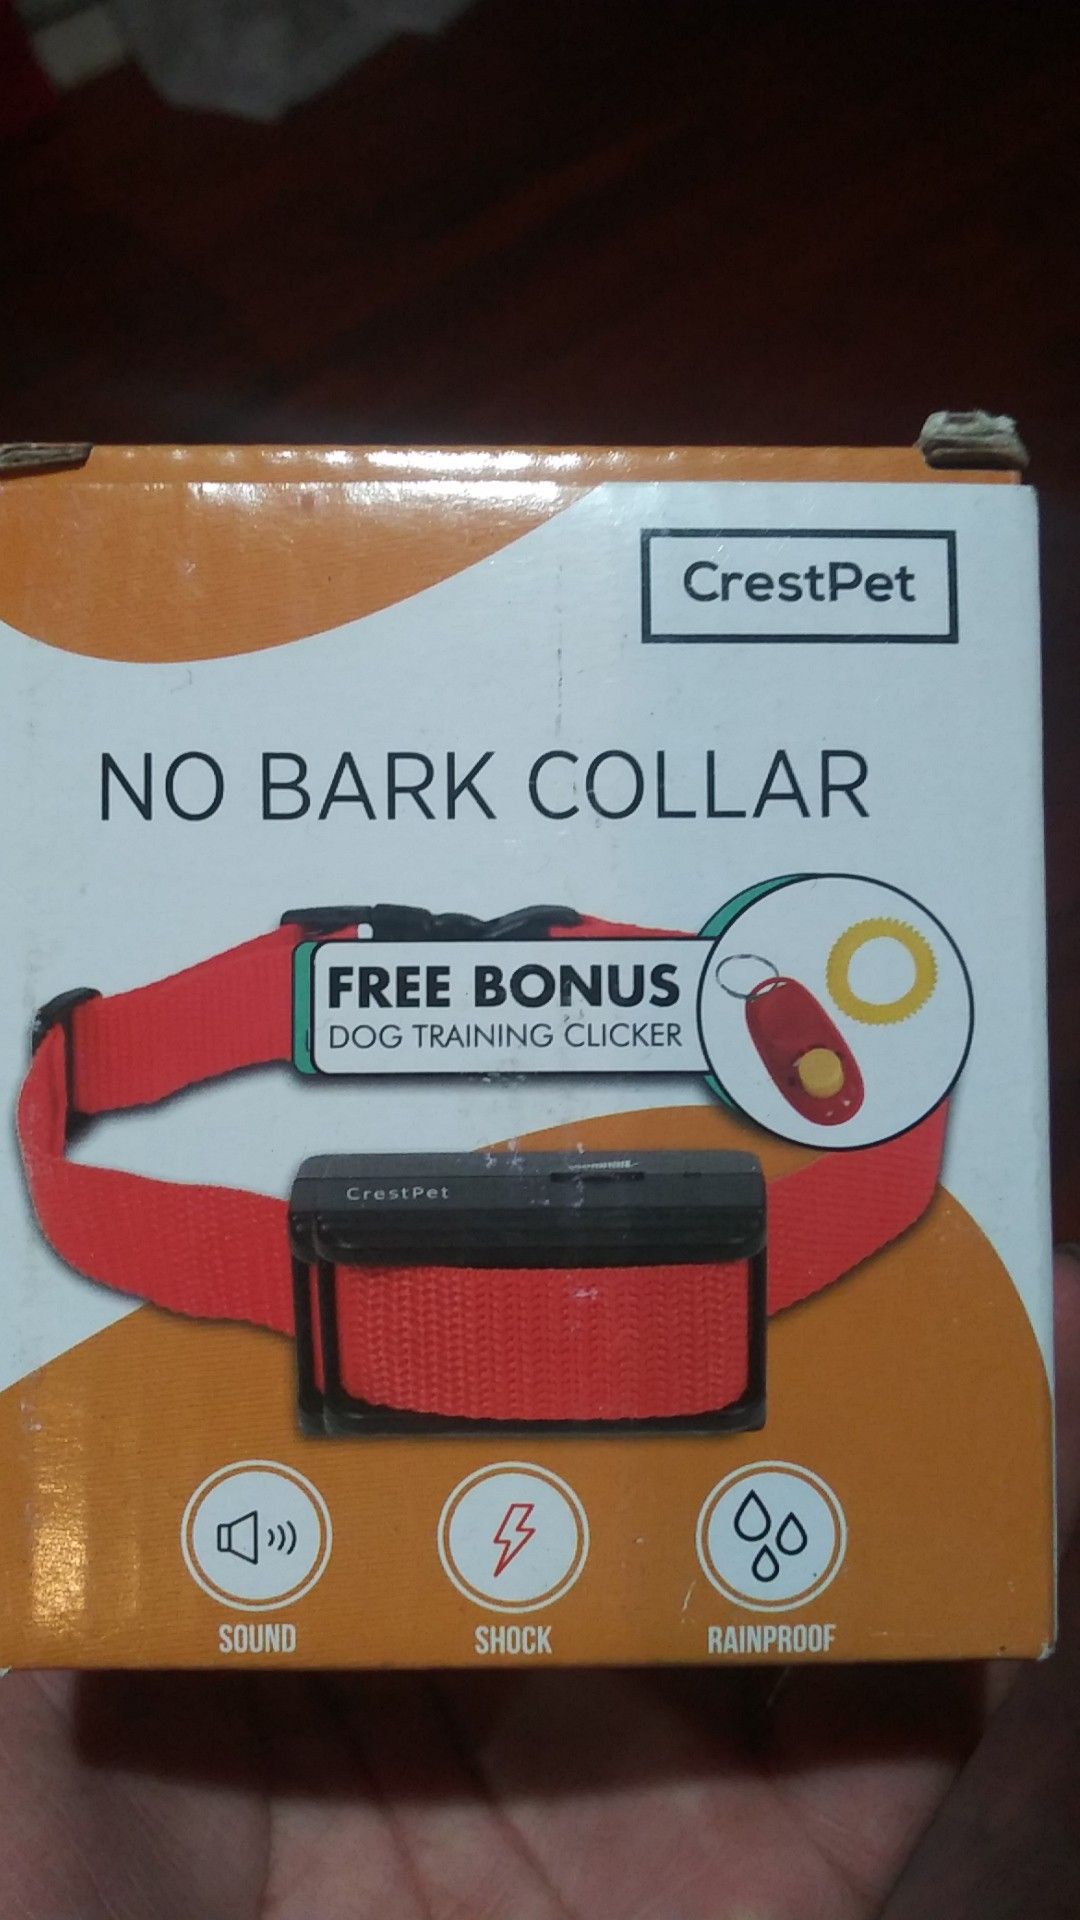 CrestPet
NO BARK COLLAR
FREE BONUS
DOG TRAINING CLICKER
CrestPet
SOUND
SHOCK
RAINPROOF